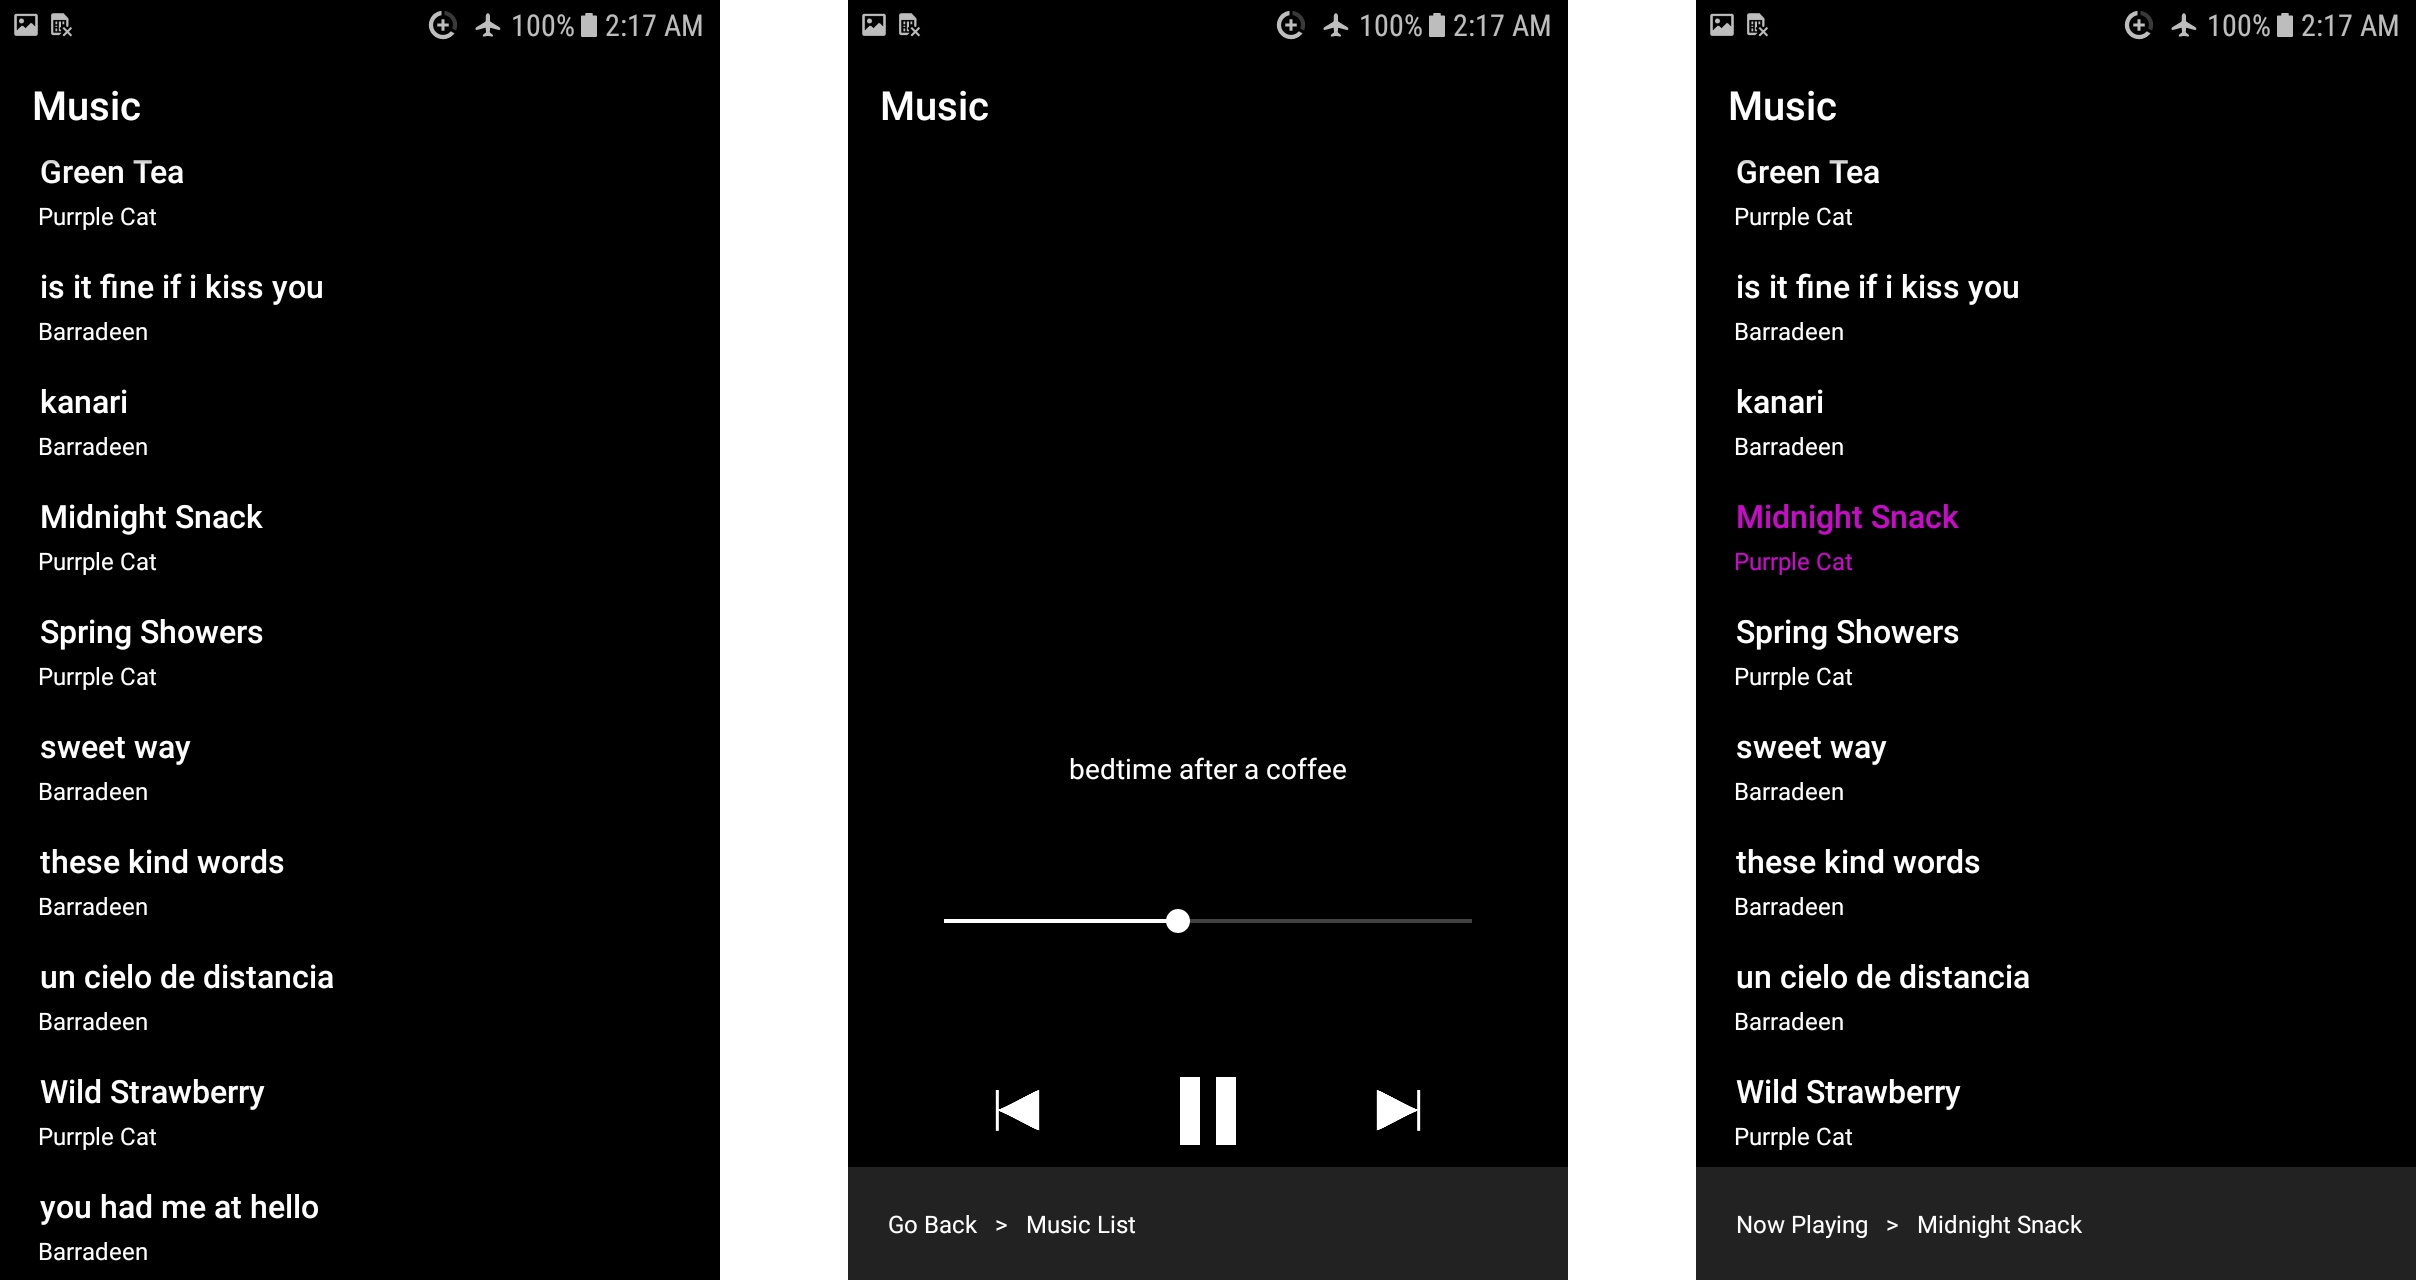 100% 2:17 AM
Music
Green Tea
Purrple Cat
is it fine if i kiss you
Barradeen
kanari
Barradeen
Midnight Snack
Purrple Cat
Spring Showers
Purrple Cat
sweet way
Barradeen
these kind words
Barradeen
un cielo de distancia
Barradeen
Wild Strawberry
Purrple Cat
you had me at hello
Barradeen
100% 2:17 AM
Music
bedtime after a coffee
Go Back > Music List
100% 2:17 AM
Music
Green Tea
Purrple Cat
is it fine if i kiss you
Barradeen
kanari
Barradeen
Midnight Snack
Purrple Cat
Spring Showers
Purrple Cat
sweet way
Barradeen
these kind words
Barradeen
un cielo de distancia
Barradeen
Wild Strawberry
Purrple Cat
Now Playing > Midnight Snack